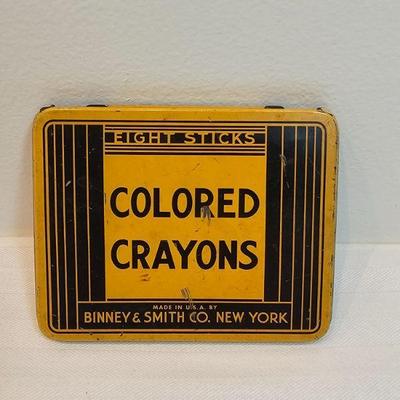 EIGHT STICKS
COLORED
CRAYONS
MADE IN U.S.A. BY
BINNEY & SMITH CO. NEW YORK